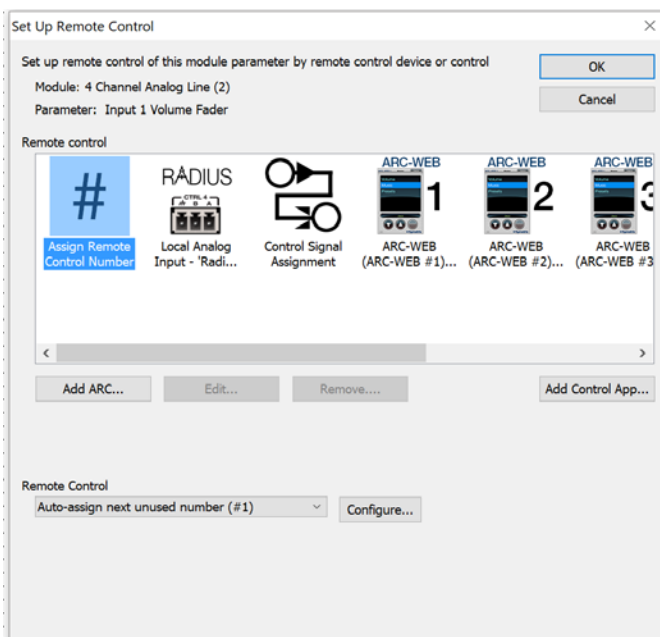 Set Up Remote Control
Set up remote control of this module parameter by remote control device or control
OK
Module: 4 Channel Analog Line (2)
Cancel
Parameter: Input 1 Volume Fader
Remote control
#
Assign Remote
Control Number
RADIUS
CTRL 4
A B A
Local Analog
Input - 'Radi...
Control Signal
Assignment
ARC-WEB
1
ARC-WEB
(ARC-WEB #1)...
ARC-WEB
2
ARC-WEB
(ARC-WEB #2)...
ARC-WEB
3
ARC-WEB
(ARC-WEB #3
Add ARC...
Edit...
Remove....
Add Control App...
Remote Control
Auto-assign next unused number (#1)
Configure...